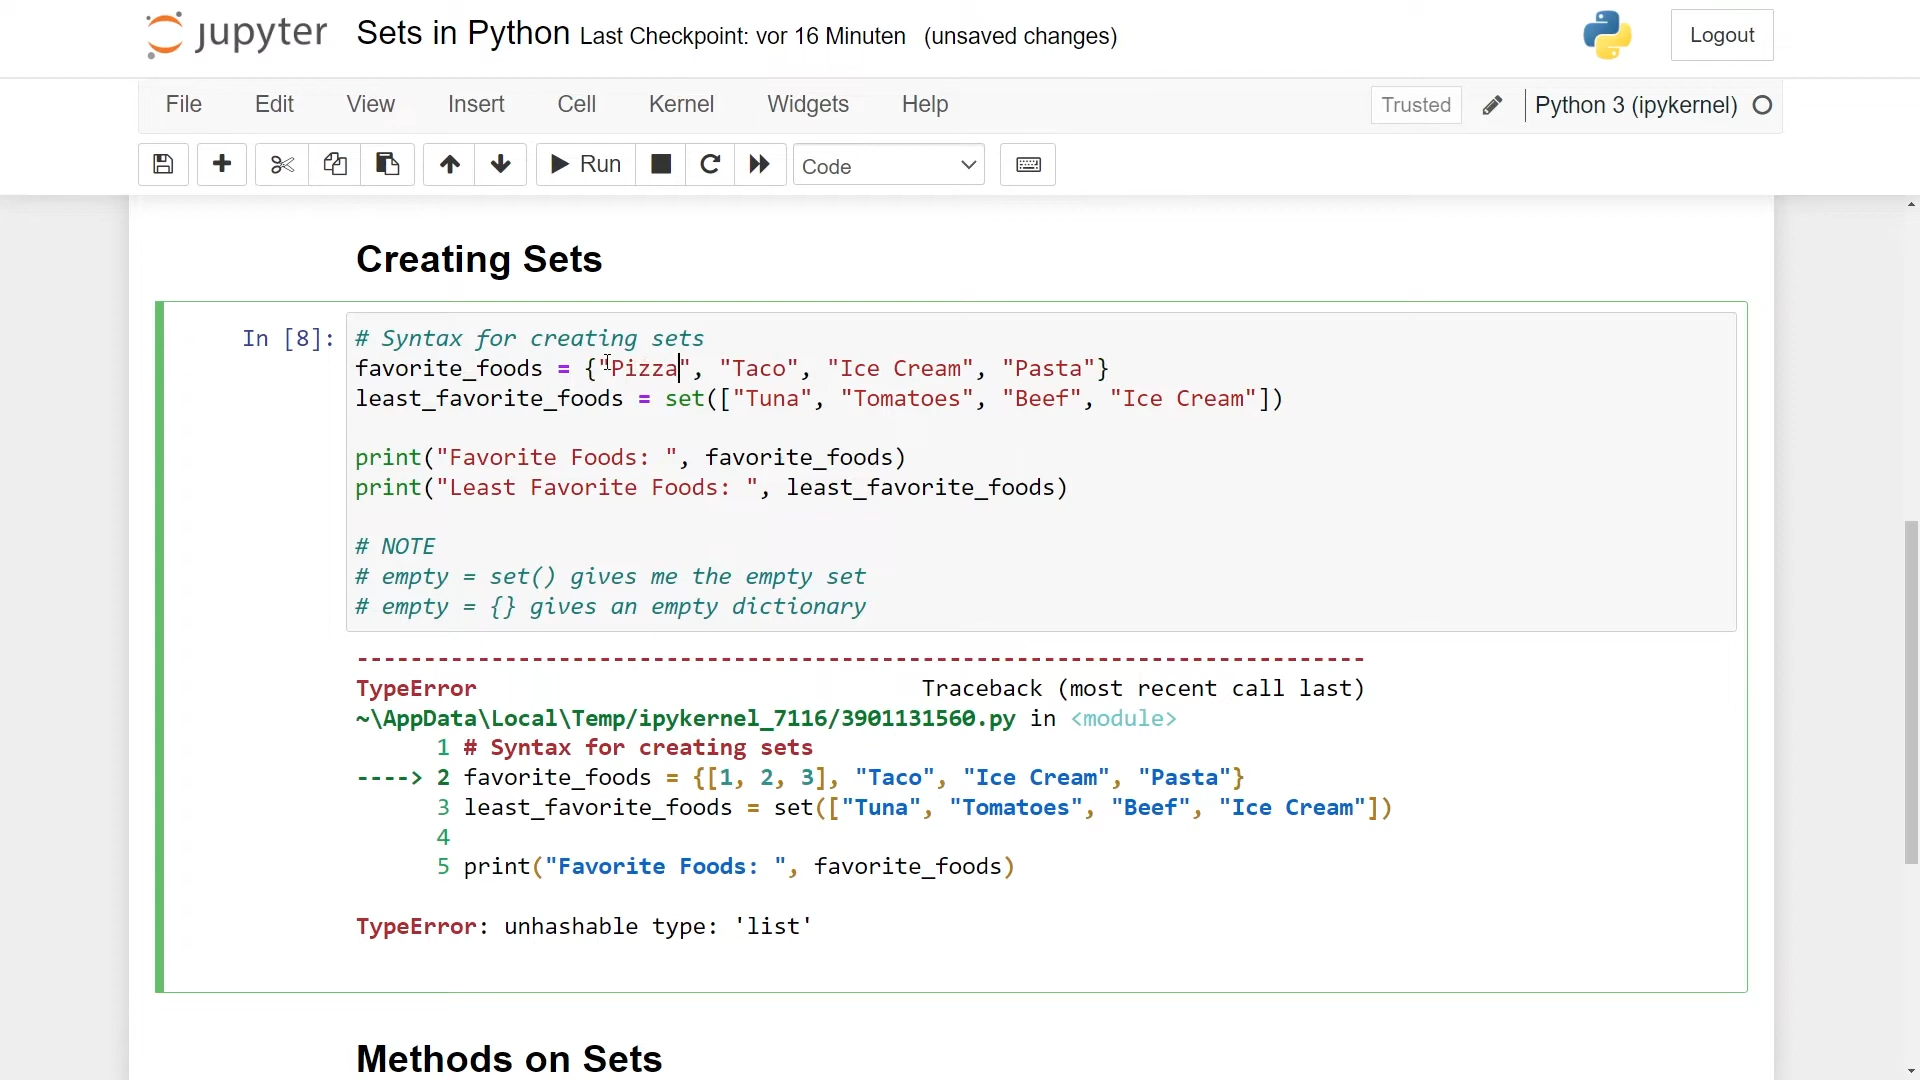 jupyter Sets in Python Last Checkpoint: vor 16 Minuten (unsaved changes) Logout
File Edit View Insert Cell Kernel Widgets Help Trusted Python 3 (ipykernel)
Run Code
Creating Sets
In [8]: # Syntax for creating sets
favorite_foods = {"Pizza", "Taco", "Ice Cream", "Pasta"}
least_favorite_foods = set(["Tuna", "Tomatoes", "Beef", "Ice Cream"])
print("Favorite Foods: ", favorite_foods)
print("Least Favorite Foods: ", least_favorite_foods)
# NOTE
# empty = set() gives me the empty set
# empty = {} gives an empty dictionary
---------------------------------------------------------------------------
TypeError Traceback (most recent call last)
~\AppData\Local\Temp/ipykernel_7116/3901131560.py in <module>
1 # Syntax for creating sets
----> 2 favorite_foods = {[1, 2, 3], "Taco", "Ice Cream", "Pasta"}
3 least_favorite_foods = set(["Tuna", "Tomatoes", "Beef", "Ice Cream"])
4
5 print("Favorite Foods: ", favorite_foods)
TypeError: unhashable type: 'list'
Methods on Sets